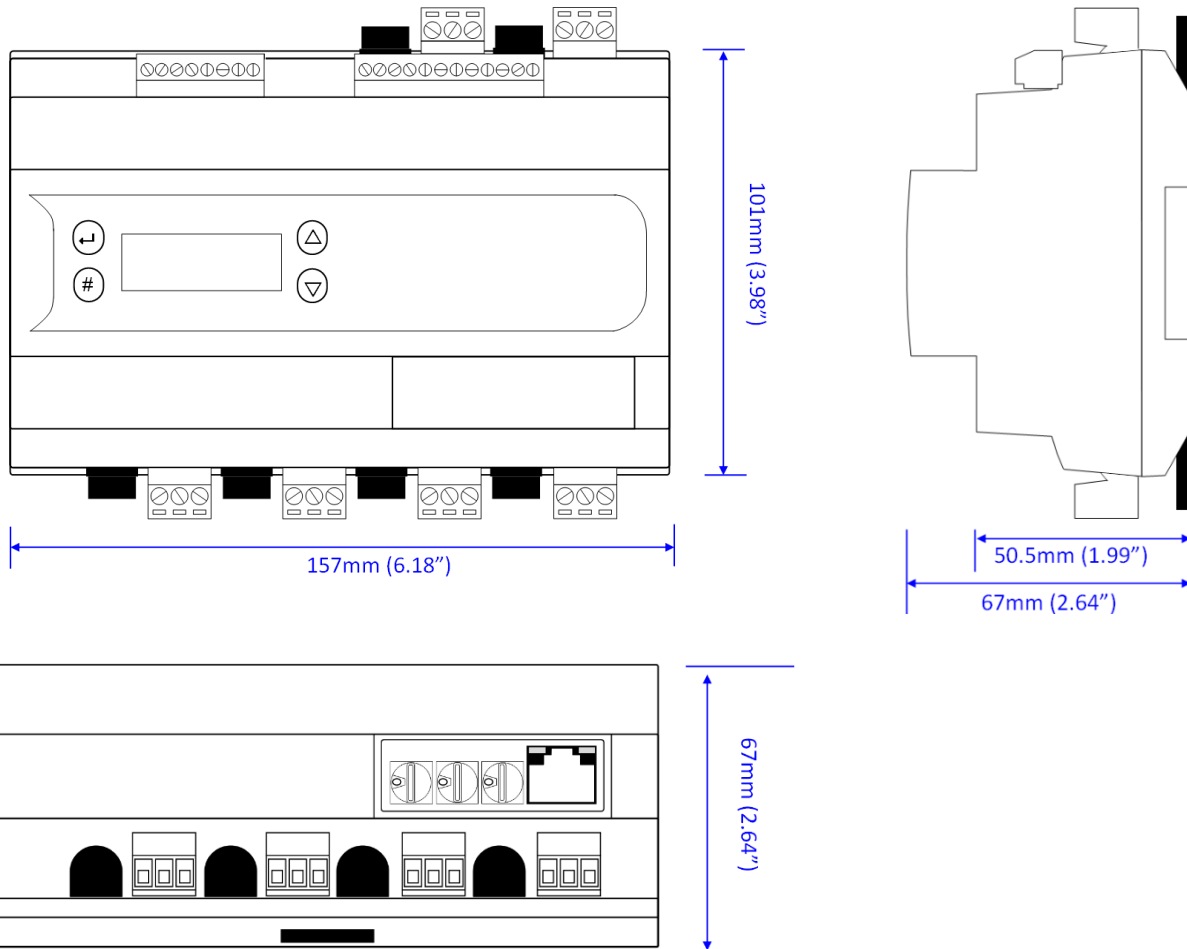 #
101mm (3.98”)
157mm (6.18”)
50.5mm (1.99”)
67mm (2.64”)
67mm (2.64”)